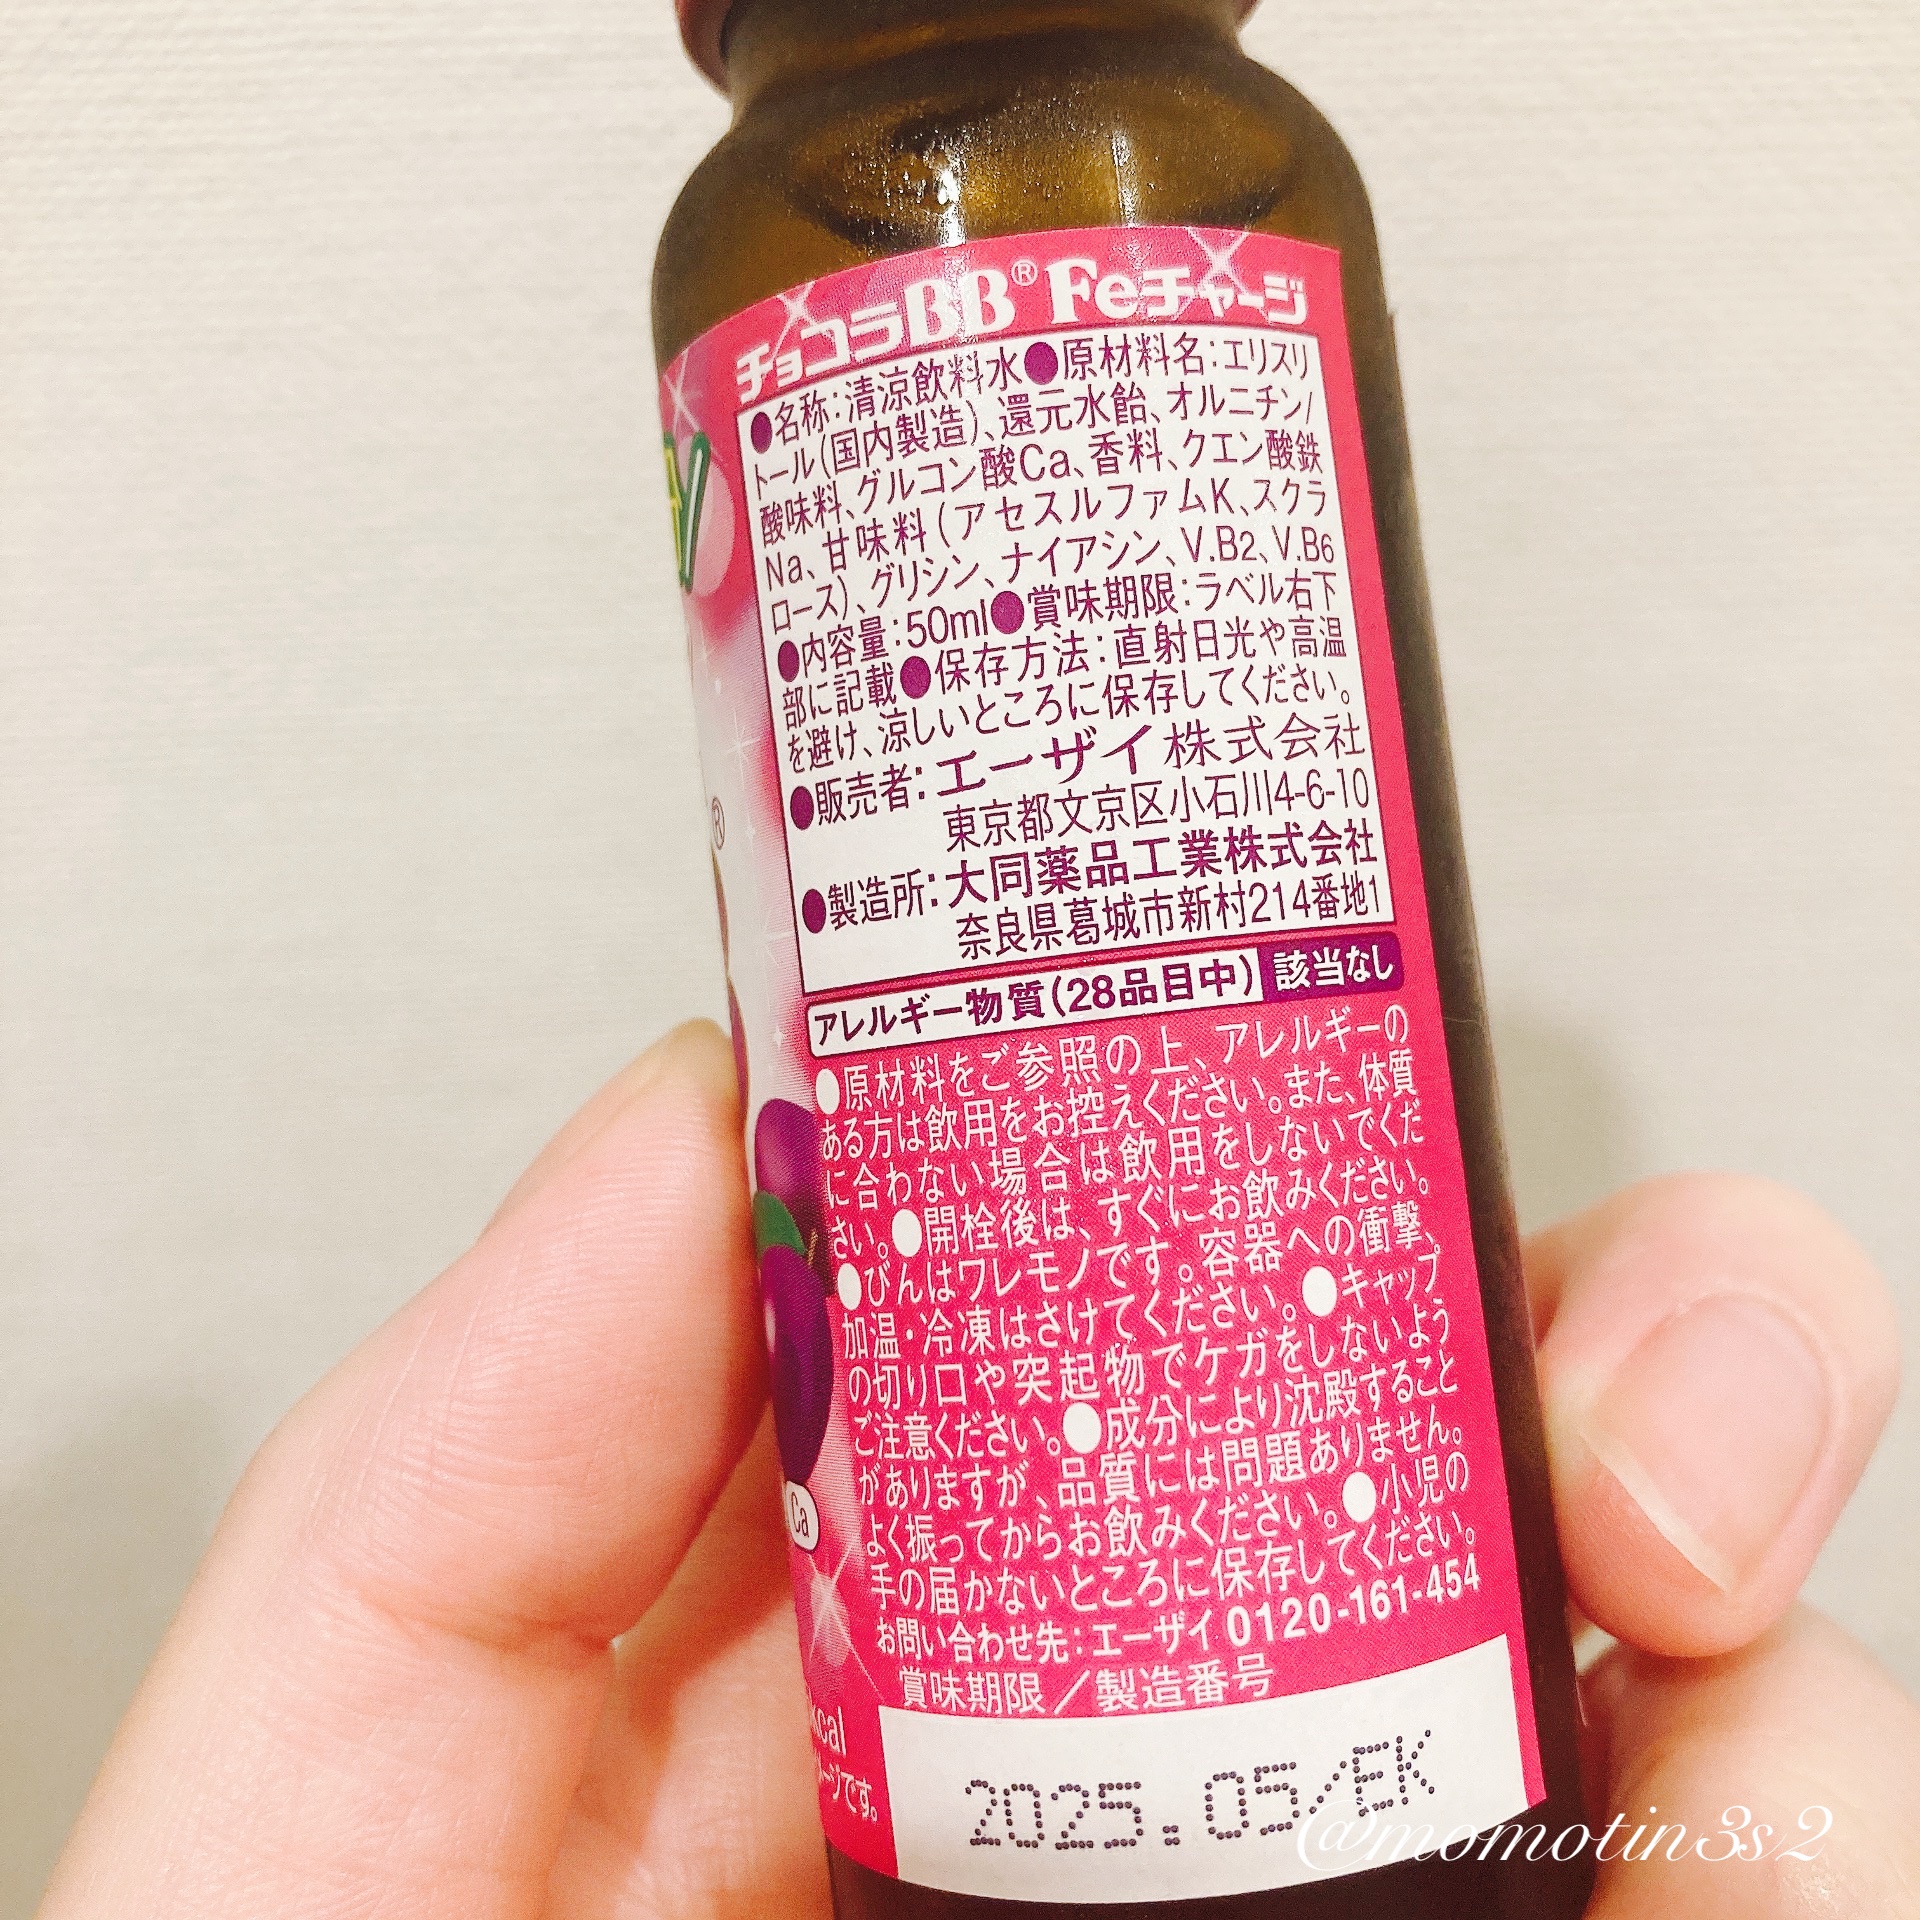 チョコラBB® Feチャージ
●名称：清涼飲料水●原材料名：エリスリ
トール（国内製造）、還元水飴、オルニチン/
酸味料、グルコン酸Ca、香料、クエン酸鉄
Na、甘味料（アセスルファムK、スクラ
ロース）、グリシン、ナイアシン、V.B2、V.B6
●内容量：50ml●賞味期限：ラベル右下
部に記載●保存方法：直射日光や高温
を避け、涼しいところに保存してください。
●販売者：エーザイ株式会社
東京都文京区小石川4-6-10
●製造所：大同薬品工業株式会社
奈良県葛城市新村214番地1
アレルギー物質（28品目中） 該当なし
●原材料をご参照の上、アレルギーの
ある方は飲用をお控えください。また、体質
に合わない場合は飲用をしないでくだ
さい。●開栓後は、すぐにお飲みください。
●びんはワレモノです。容器への衝撃、
加温・冷凍はさけてください。●キャップ
の切り口や突起物でケガをしないよう
ご注意ください。●成分により沈殿すること
がありますが、品質には問題ありません。
よく振ってからお飲みください。●小児の
手の届かないところに保存してください。
お問い合わせ先：エーザイ 0120-161-454
賞味期限／製造番号
2025.05/EK
®
Ca
kcal
ージです。
@momotin3s2